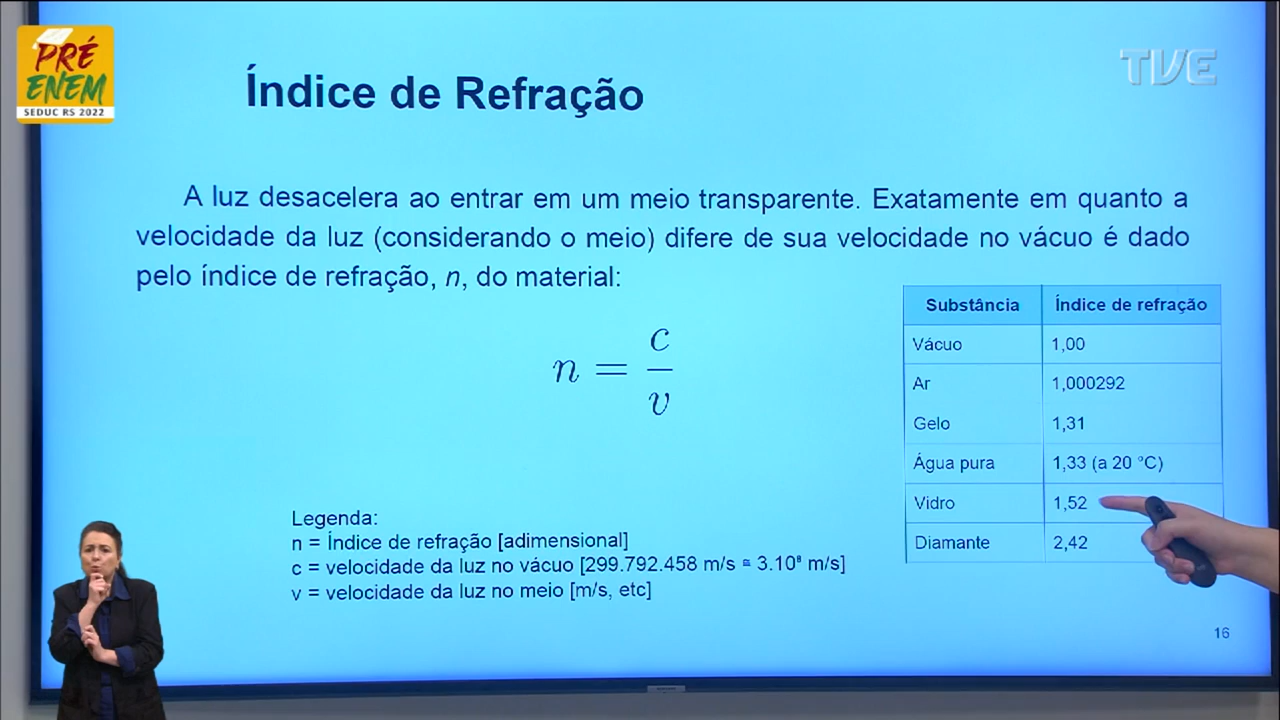 PRÉ
ENEM
SEDUC RS 2022
TVE
Índice de Refração
A luz desacelera ao entrar em um meio transparente. Exatamente em quanto a
velocidade da luz (considerando o meio) difere de sua velocidade no vácuo é dado
pelo índice de refração, n, do material:
n = c/v
Substância Índice de refração
Vácuo 1,00
Ar 1,000292
Gelo 1,31
Água pura 1,33 (a 20 °C)
Vidro 1,52
Diamante 2,42
Legenda:
n = Índice de refração [adimensional]
c = velocidade da luz no vácuo [299.792.458 m/s ≅ 3.10⁸ m/s]
v = velocidade da luz no meio [m/s, etc]
16